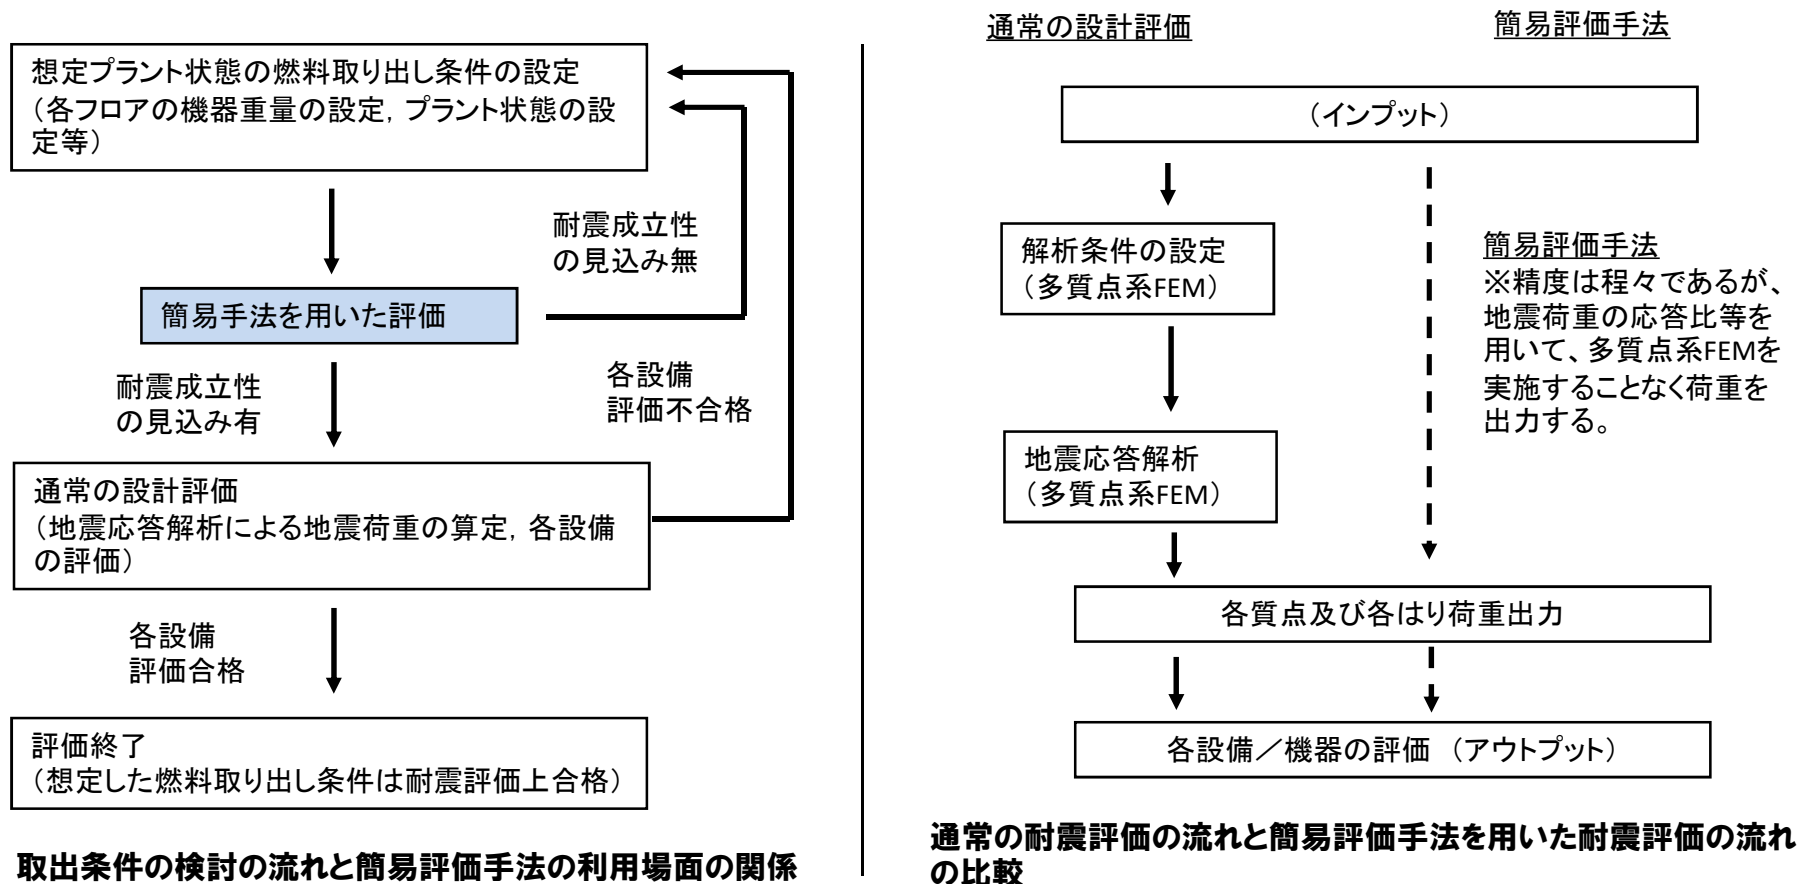 想定プラント状態の燃料取り出し条件の設定
（各フロアの機器重量の設定，プラント状態の設
定等）
耐震成立性
の見込み無
簡易手法を用いた評価
耐震成立性
の見込み有
各設備
評価不合格
通常の設計評価
（地震応答解析による地震荷重の算定，各設備
の評価）
各設備
評価合格
評価終了
（想定した燃料取り出し条件は耐震評価上合格）
取出条件の検討の流れと簡易評価手法の利用場面の関係
通常の設計評価
簡易評価手法
（インプット）
解析条件の設定
（多質点系FEM）
簡易評価手法
※精度は程々であるが、
地震荷重の応答比等を
用いて、多質点系FEMを
実施することなく荷重を
出力する。
地震応答解析
（多質点系FEM）
各質点及び各はり荷重出力
各設備／機器の評価　（アウトプット）
通常の耐震評価の流れと簡易評価手法を用いた耐震評価の流れ
の比較